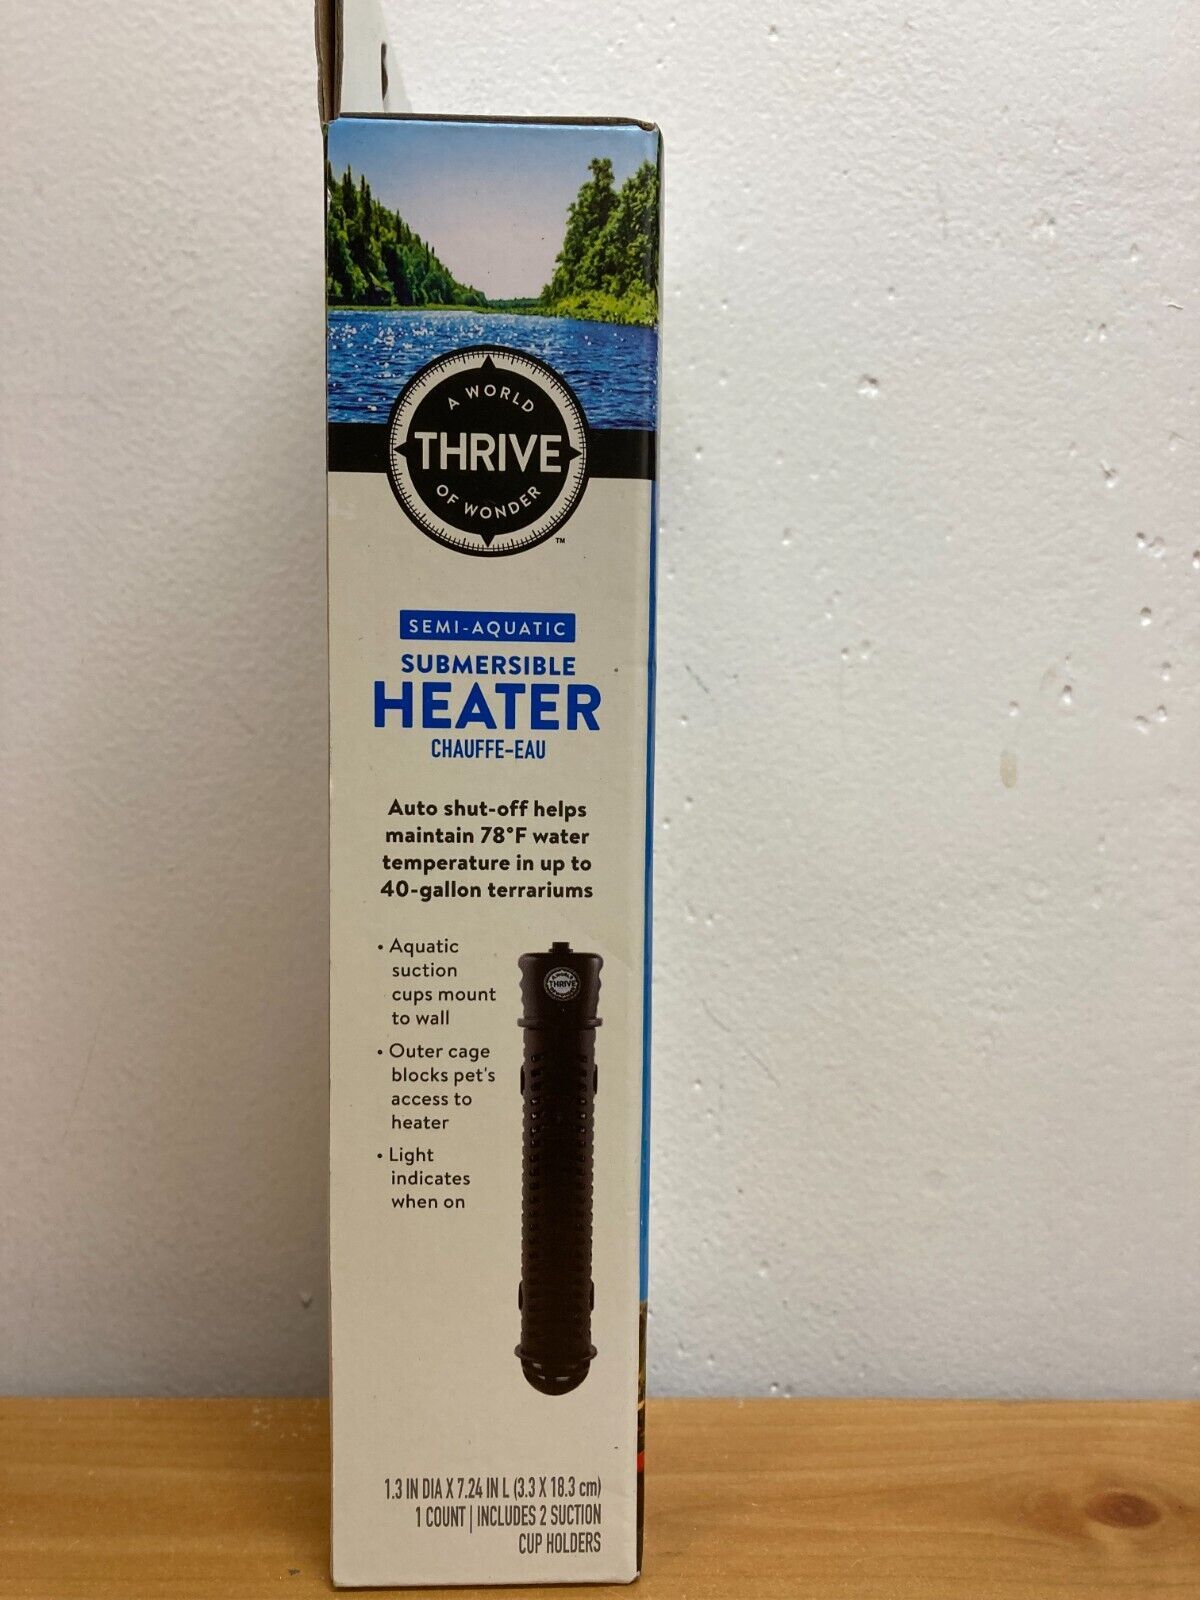 A WORLD
THRIVE
OF WONDER
™
SEMI-AQUATIC
SUBMERSIBLE
HEATER
CHAUFFE-EAU
Auto shut-off helps
maintain 78°F water
temperature in up to
40-gallon terrariums
• Aquatic
suction
cups mount
to wall
• Outer cage
blocks pet's
access to
heater
• Light
indicates
when on
A WORLD
THRIVE
OF WONDER
1.3 IN DIA X 7.24 IN L (3.3 X 18.3 cm)
1 COUNT | INCLUDES 2 SUCTION
CUP HOLDERS